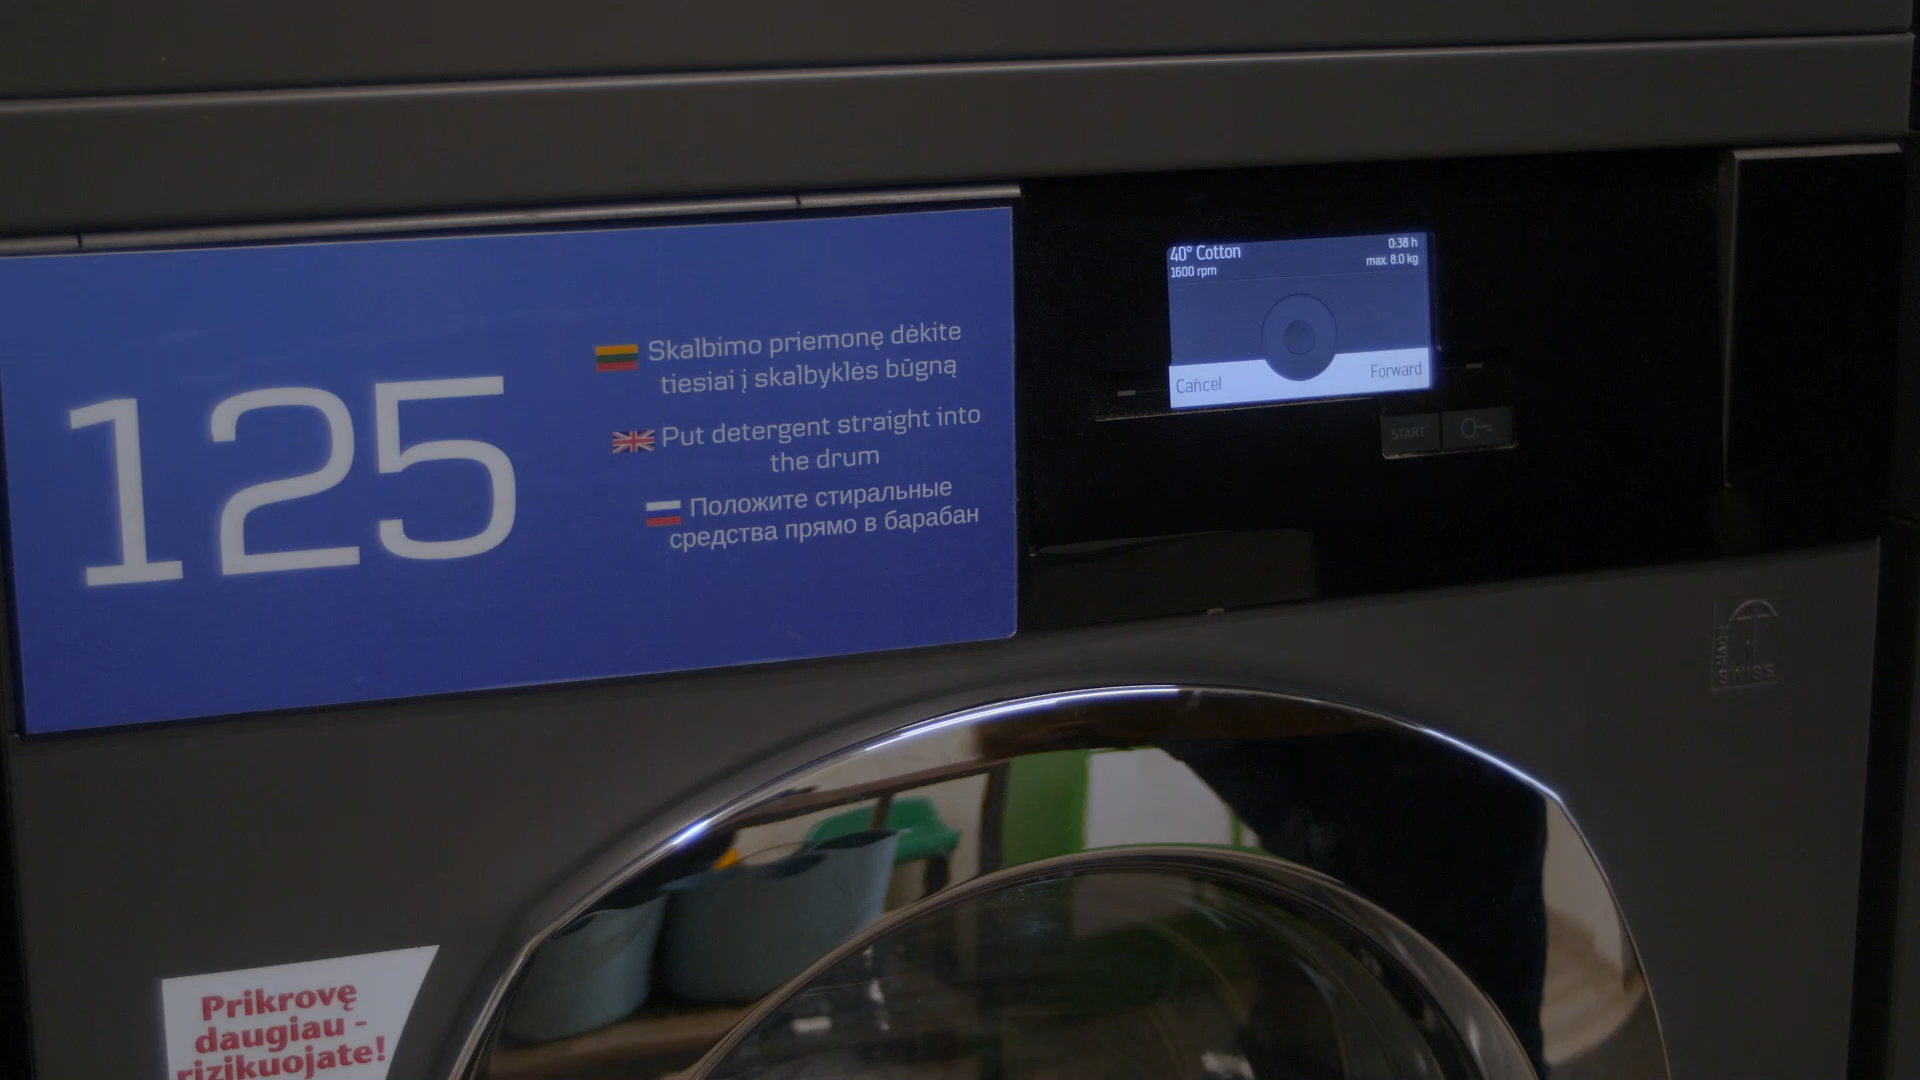 125
Skalbimo priemonę dėkite
tiesiai į skalbyklės būgną
Put detergent straight into
the drum
Положите стиральные
средства прямо в барабан
40° Cotton
1600 rpm
0:38 h
max. 8.0 kg
Cancel
Forward
START
SWISS
Prikrovę
daugiau -
rizikuojate!